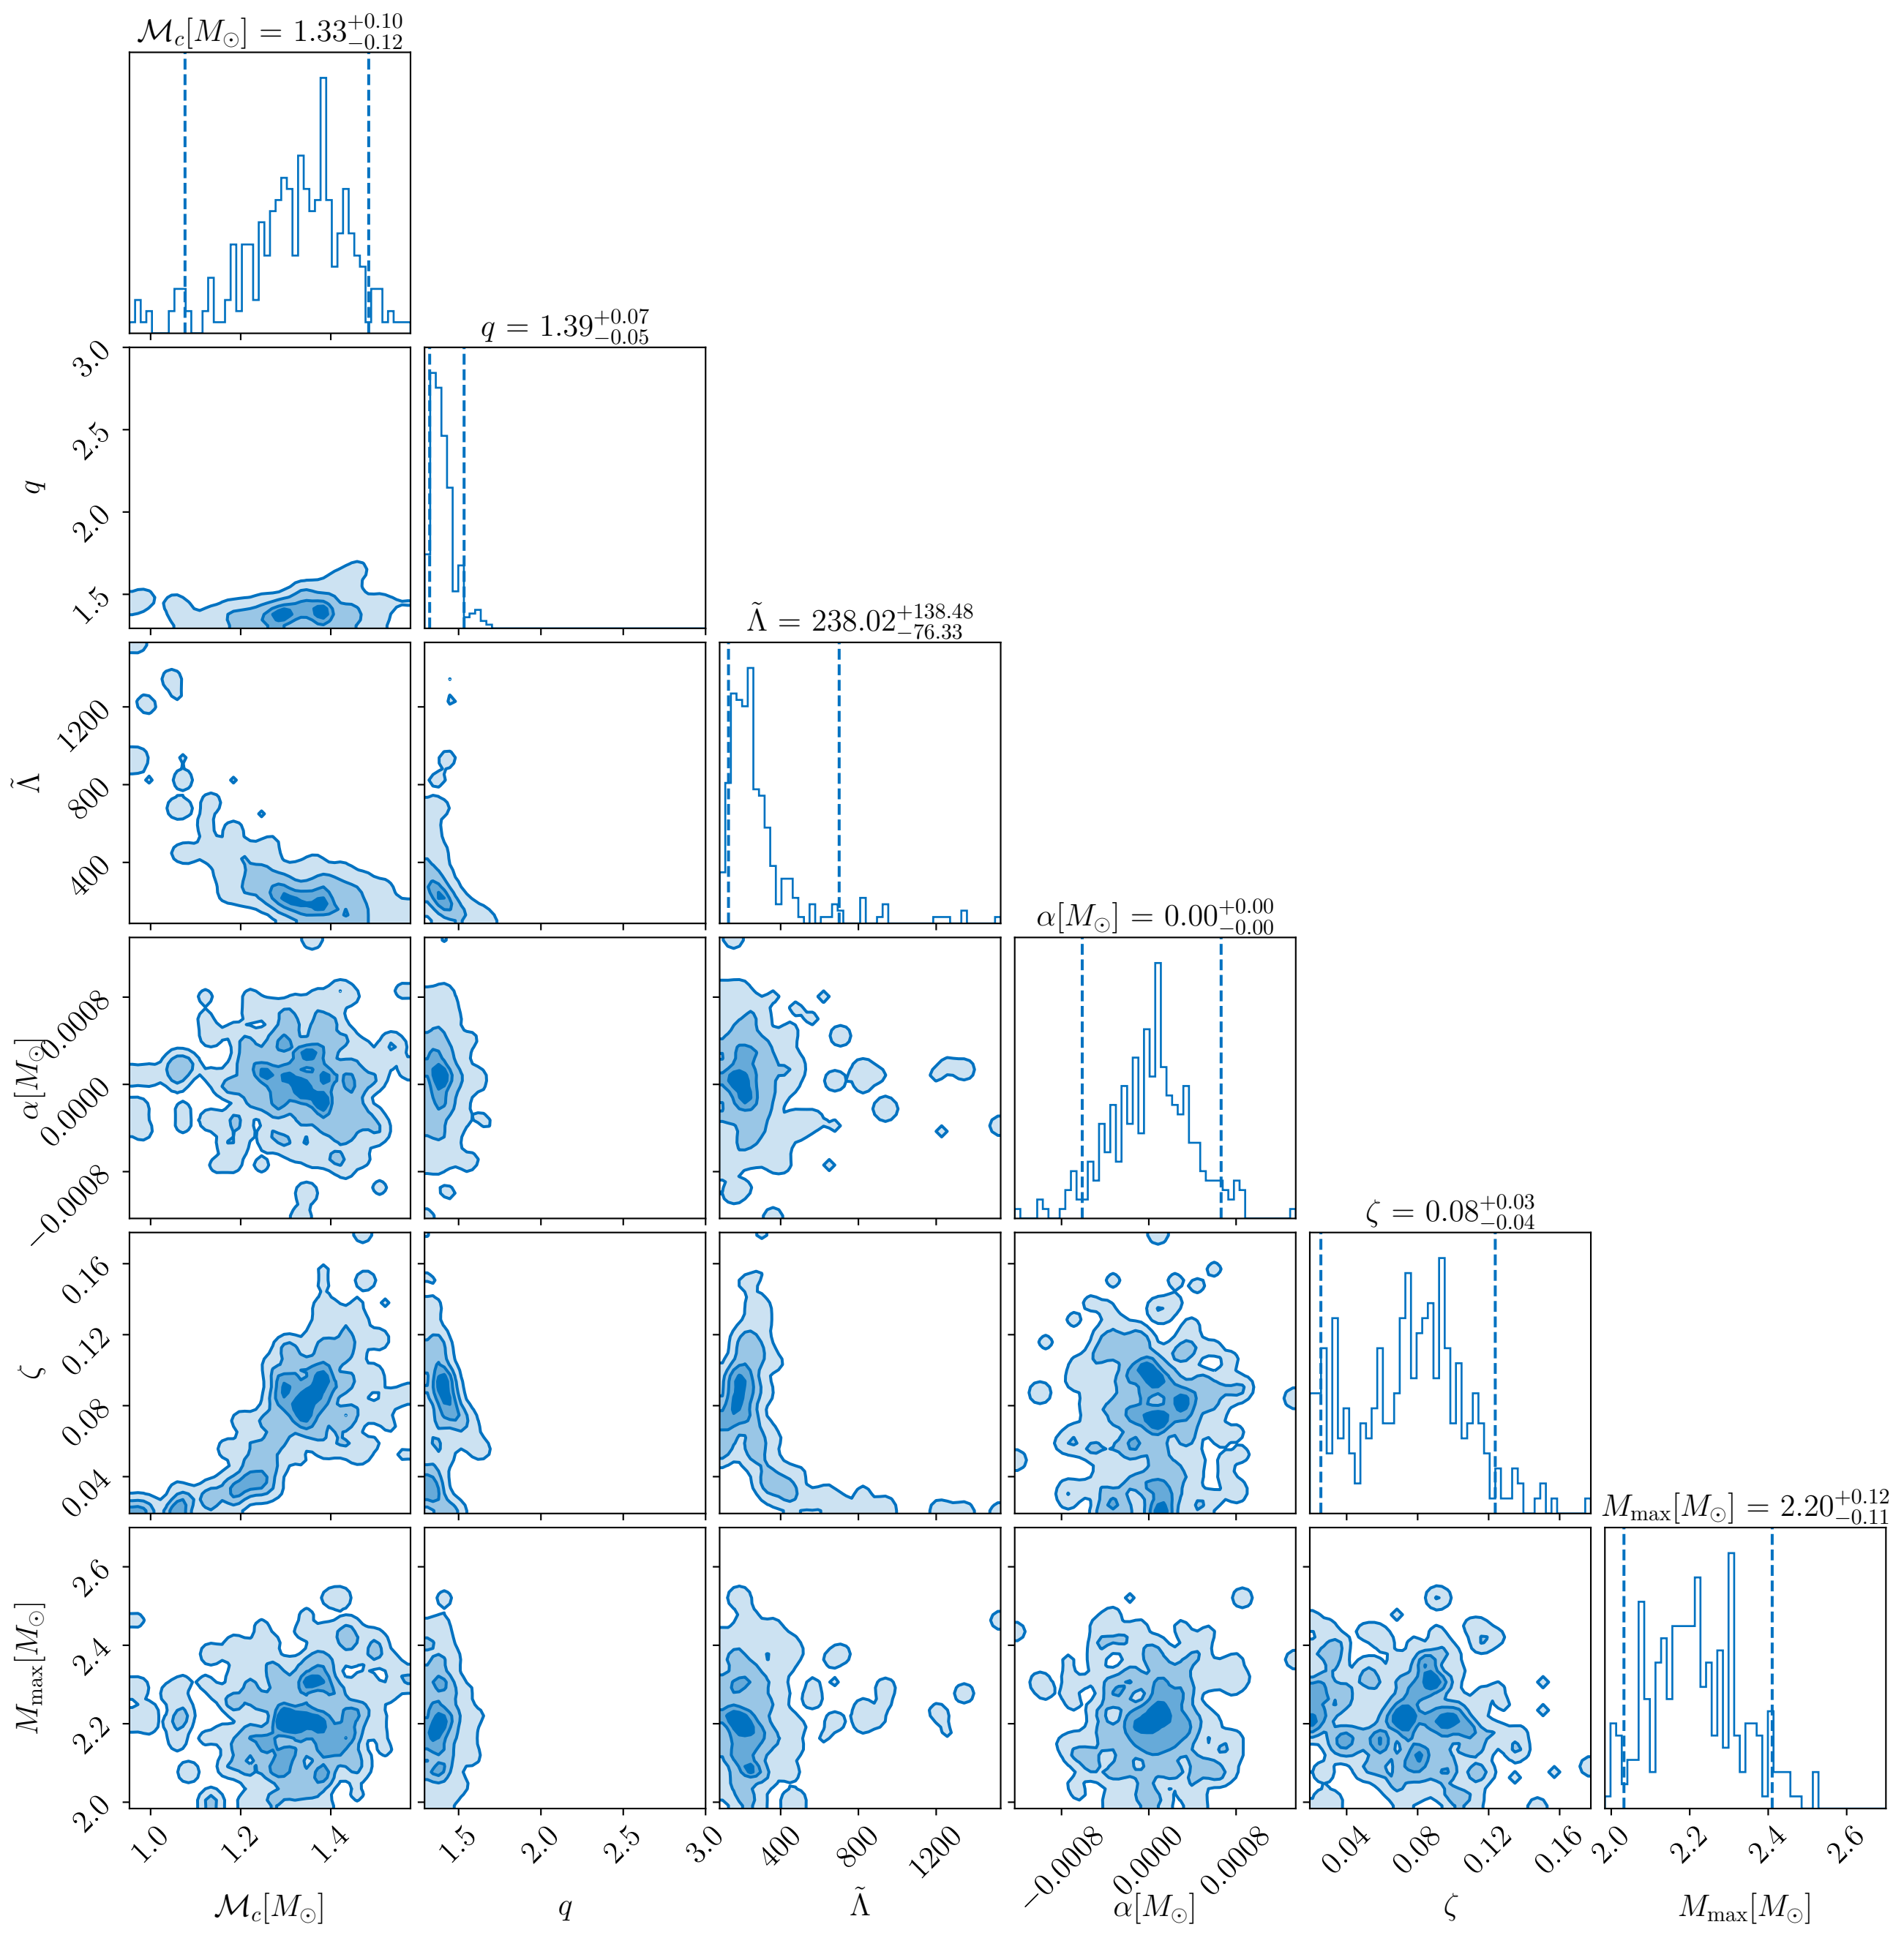 𝓜_c[M_⊙] = 1.33^{+0.10}_{-0.12}
q = 1.39^{+0.07}_{-0.05}
3.0
2.5
2.0
1.5
q
Λ̃ = 238.02^{+138.48}_{-76.33}
1200
800
400
Λ̃
α[M_⊙] = 0.00^{+0.00}_{-0.00}
0.0008
0.0000
−0.0008
α[M_⊙]
ζ = 0.08^{+0.03}_{-0.04}
0.16
0.12
0.08
0.04
ζ
M_max[M_⊙] = 2.20^{+0.12}_{-0.11}
2.6
2.4
2.2
2.0
M_max[M_⊙]
1.0 1.2 1.4 1.5 2.0 2.5 3.0 400 800 1200 −0.0008 0.0000 0.0008 0.04 0.08 0.12 0.16 2.0 2.2 2.4 2.6
𝓜_c[M_⊙] q Λ̃ α[M_⊙] ζ M_max[M_⊙]